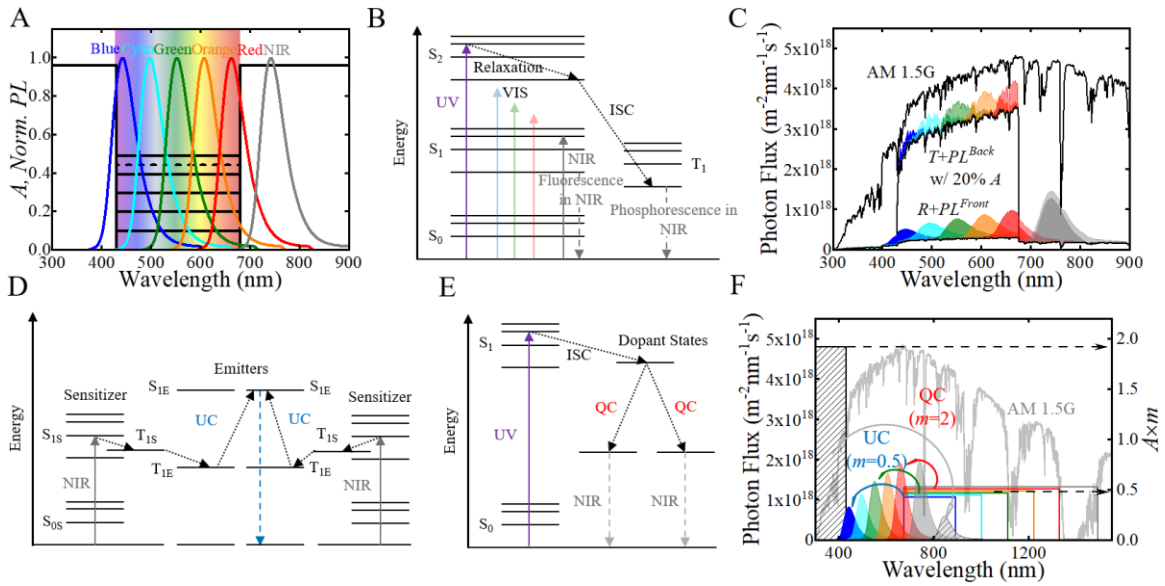 A
A, Norm. PL
1.0
0.8
0.6
0.4
0.2
0.0
Blue Cyan Green Orange Red NIR
300 400 500 600 700 800 900
Wavelength (nm)
B
Energy
S2
Relaxation
UV
VIS
ISC
S1
NIR
T1
Fluorescence
in NIR
Phosphorescence in
NIR
S0
C
Photon Flux (m-2nm-1s-1)
5x10^18
4x10^18
3x10^18
2x10^18
1x10^18
0
AM 1.5G
T+PL^Back
w/ 20% A
R+PL^Front
300 400 500 600 700 800 900
Wavelength (nm)
D
Energy
Emitters
Sensitizer
S1E
S1E
Sensitizer
S1S
T1S
UC
UC
T1S
S1S
T1E
T1E
NIR
NIR
S0S
E
Energy
S1
ISC
Dopant States
QC
QC
UV
NIR
NIR
S0
F
Photon Flux (m-2nm-1s-1)
5x10^18
4x10^18
3x10^18
2x10^18
1x10^18
0
QC
(m=2)
AM 1.5G
UC
(m=0.5)
2.0
1.5
1.0
0.5
0.0
A×m
400 800 1200
Wavelength (nm)